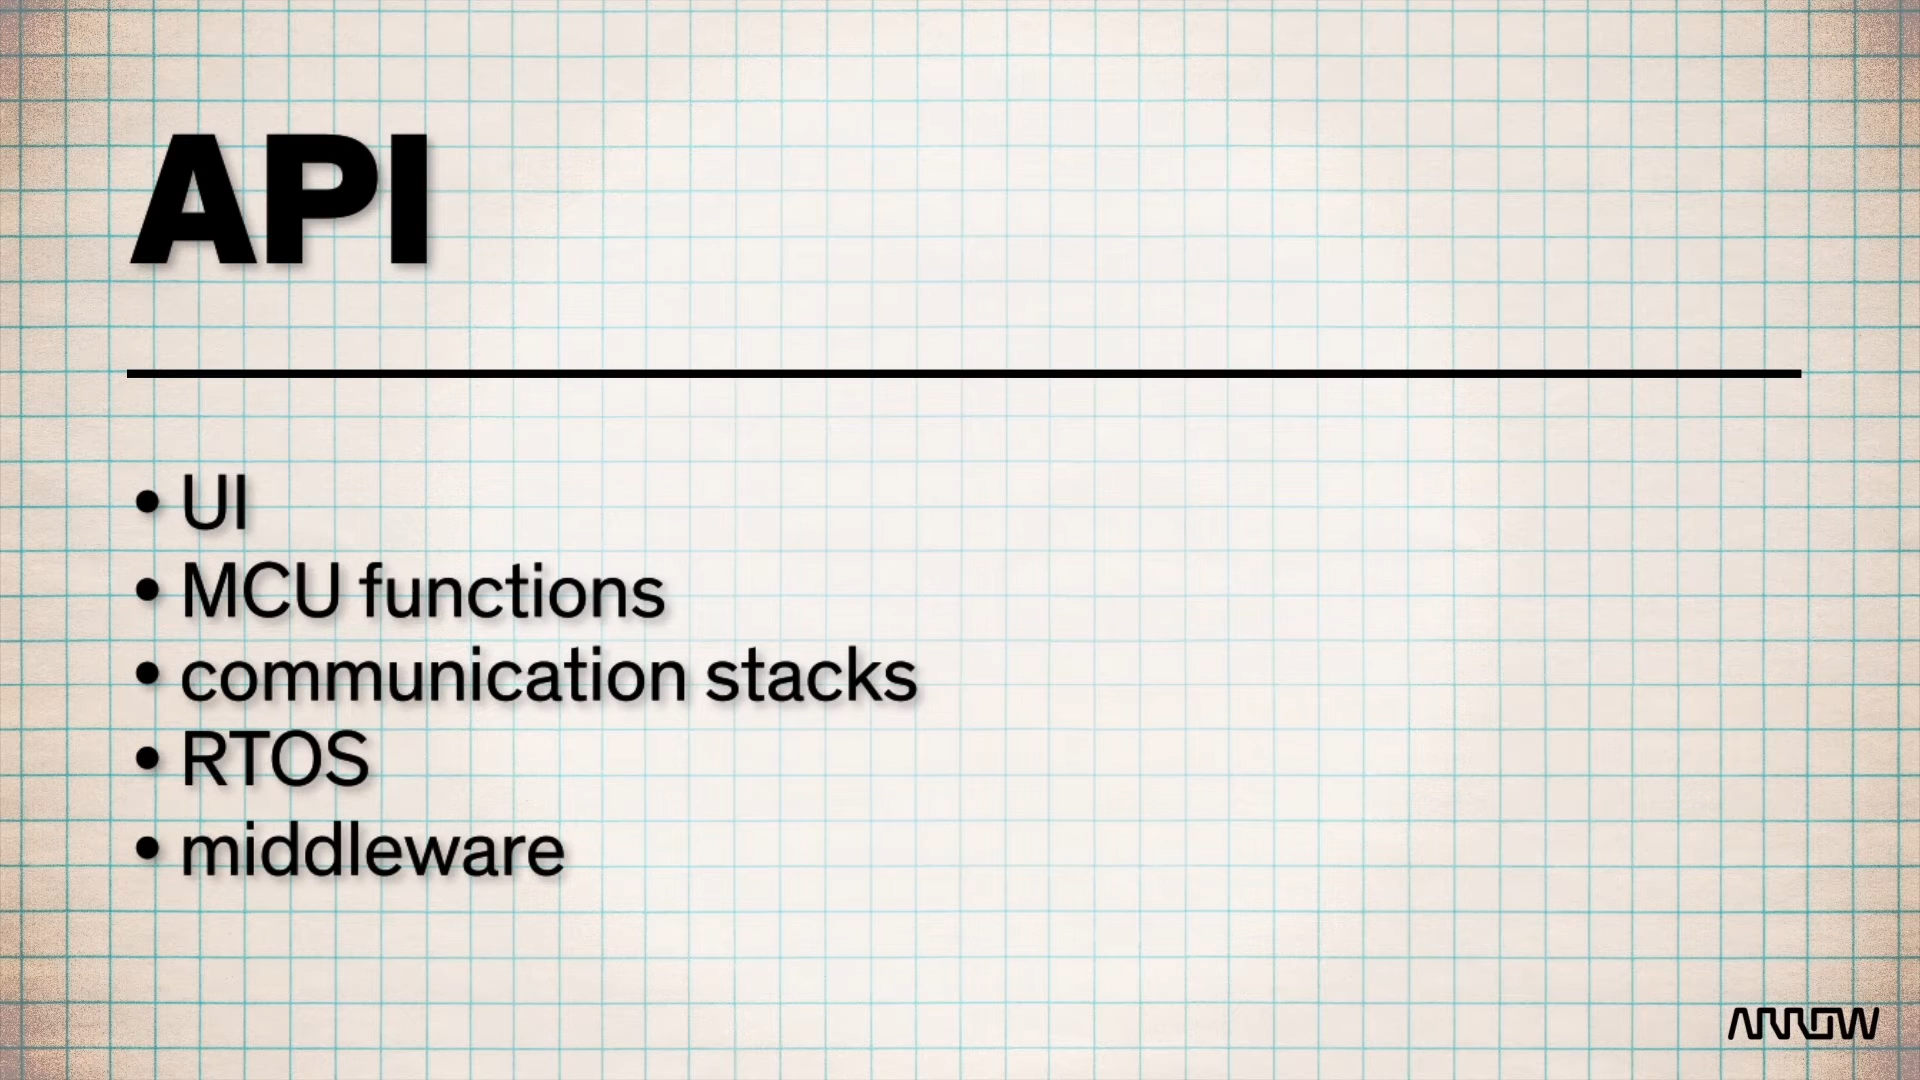 API
• UI
• MCU functions
• communication stacks
• RTOS
• middleware
ARROW